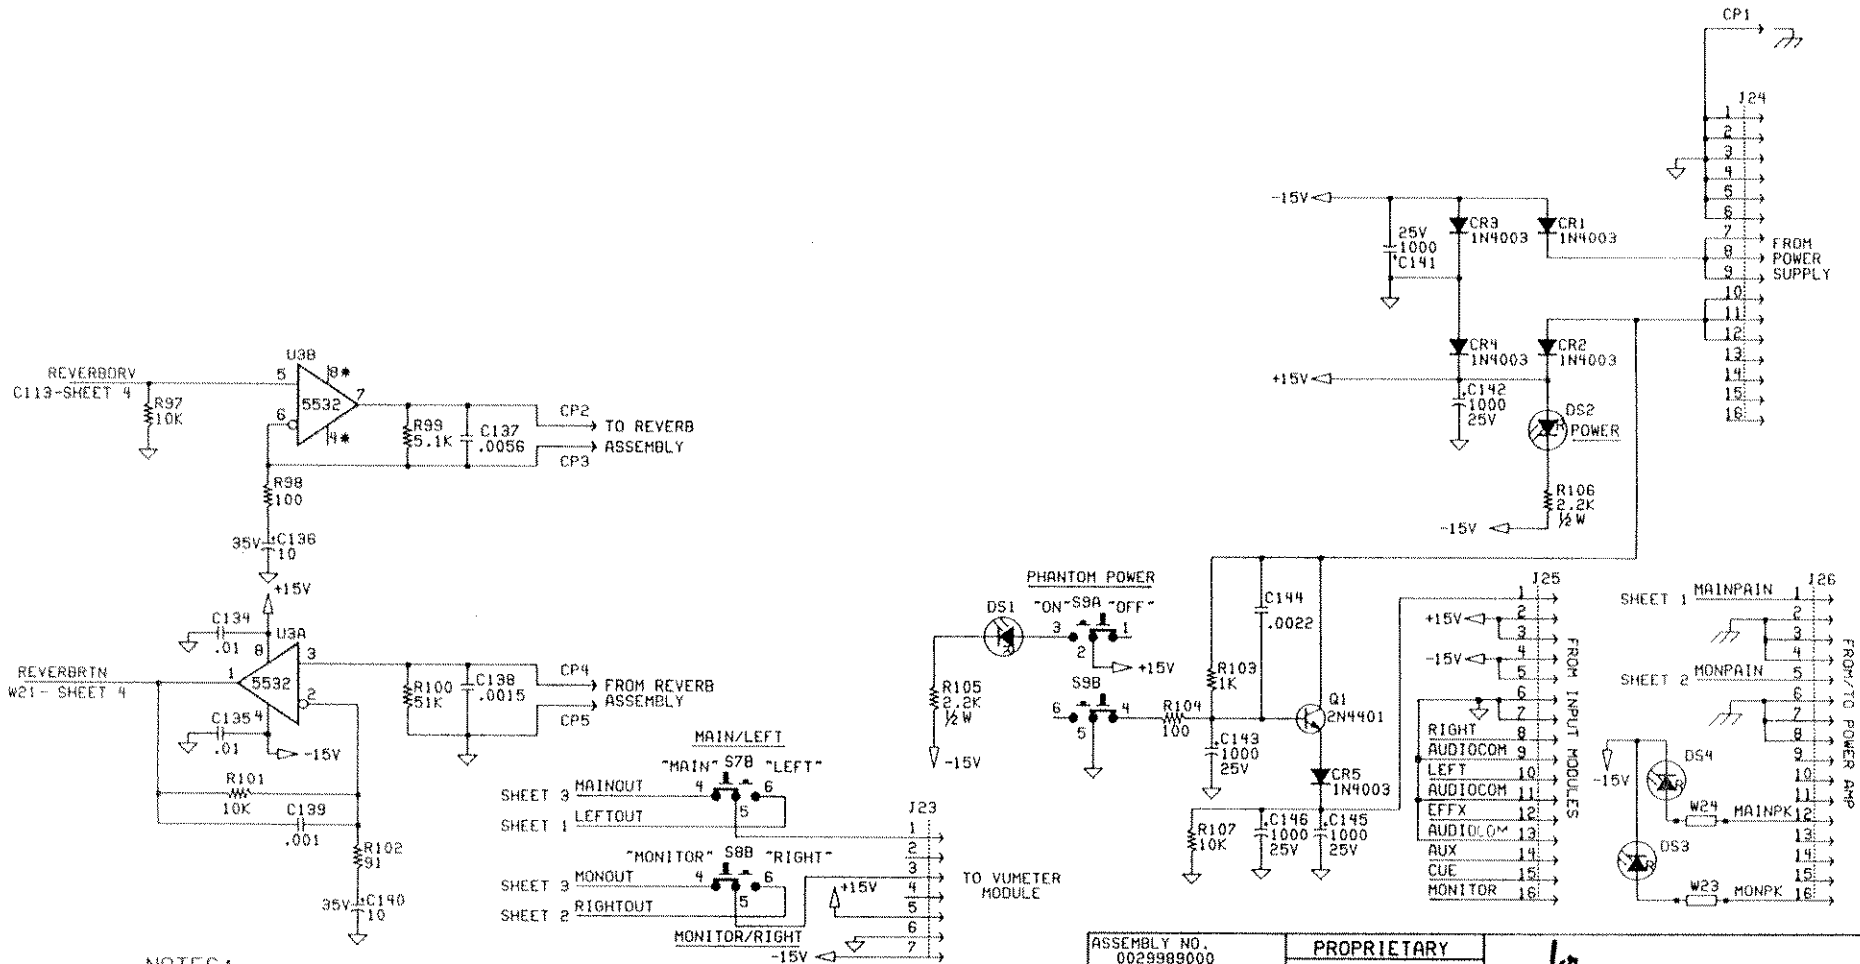 CP1
J24
1
2
3
4
5
6
7
8
9
10
11
12
13
14
15
16
FROM
POWER
SUPPLY
-15V
25V
1000
+C141
CR3
1N4003
CR1
1N4003
CR4
1N4003
CR2
1N4003
+15V
+C142
1000
25V
DS2
POWER
R106
2.2K
½W
-15V
REVERBDRV
C113-SHEET 4
R97
10K
U3B
5
6
7
8*
4*
5532
R99
5.1K
C137
.0056
CP2
TO REVERB
ASSEMBLY
CP3
R98
100
35V
+C136
10
+15V
C134
.01
U3A
8
1
3
2
4
5532
REVERBRTN
W21- SHEET 4
C135
.01
-15V
R100
51K
C138
.0015
CP4
FROM REVERB
ASSEMBLY
CP5
R101
10K
C139
.001
R102
91
35V
+C140
10
MAIN/LEFT
"MAIN" S7B "LEFT"
SHEET 3 MAINOUT 4
6
5
SHEET 1 LEFTOUT
"MONITOR" S8B "RIGHT"
SHEET 3 MONOUT 4
6
5
SHEET 2 RIGHTOUT
MONITOR/RIGHT
J23
1
2
3
4
5
6
7
+15V
-15V
TO VUMETER
MODULE
PHANTOM POWER
"ON" S9A "OFF"
DS1
3
1
2
+15V
S9B
6
4
5
R105
2.2K
½W
-15V
R104
100
R103
1K
C144
.0022
+C143
1000
25V
Q1
2N4401
CR5
1N4003
R107
10K
+C146
1000
25V
+C145
1000
25V
J25
1
2
3
4
5
6
7
+15V
-15V
RIGHT 8
AUDIOCOM 9
LEFT 10
AUDIOCOM 11
EFFX 12
AUDIOCOM 13
AUX 14
CUE 15
MONITOR 16
FROM INPUT MODULES
J26
SHEET 1 MAINPAIN 1
2
3
4
SHEET 2 MONPAIN 5
6
7
8
9
10
11
12
13
14
15
16
FROM/TO POWER AMP
-15V
DS4
W24
MAINPK
DS3
W23
MONPK
NOTES:
ASSEMBLY NO.
0029989000
PROPRIETARY